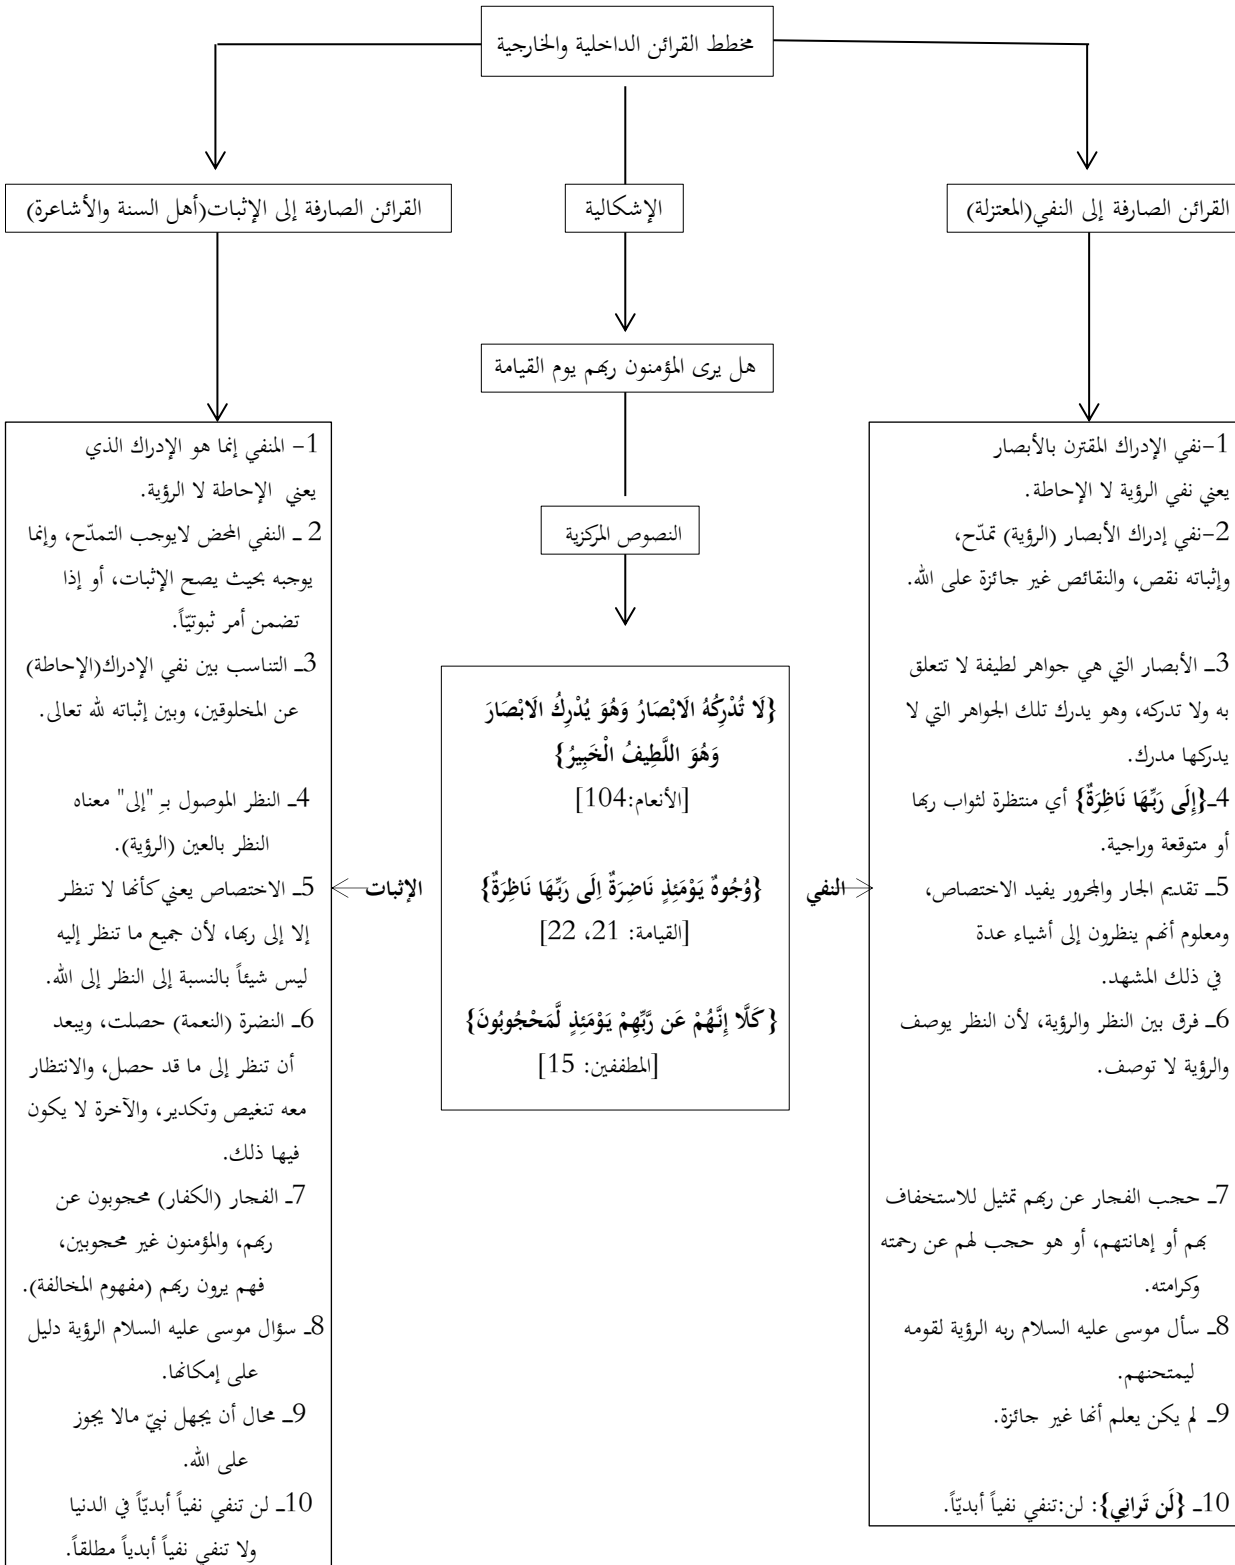 مخطط القرائن الداخلية والخارجية
القرائن الصارفة إلى النفي(المعتزلة)
الإشكالية
القرائن الصارفة إلى الإثبات(أهل السنة والأشاعرة)
هل يرى المؤمنون ربهم يوم القيامة
النصوص المركزية
1-نفي الإدراك المقترن بالأبصار
يعني نفي الرؤية لا الإحاطة.
2-نفي إدراك الأبصار (الرؤية) تمدّح،
وإثباته نقص، والنقائص غير جائزة على الله.
3ـ الأبصار التي هي جواهر لطيفة لا تتعلق
به ولا تدركه، وهو يدرك تلك الجواهر التي لا
يدركها مدرك.
4ـ{إِلَى رَبِّهَا نَاظِرَةٌ} أي منتظرة لثواب ربها
أو متوقعة وراجية.
5ـ تقديم الجار والمجرور يفيد الاختصاص،
ومعلوم أنهم ينظرون إلى أشياء عدة
في ذلك المشهد.
6ـ فرق بين النظر والرؤية، لأن النظر يوصف
والرؤية لا توصف.
7ـ حجب الفجار عن ربهم تمثيل للاستخفاف
بهم أو إهانتهم، أو هو حجب لهم عن رحمته
وكرامته.
8ـ سأل موسى عليه السلام ربه الرؤية لقومه
ليمتحنهم.
9ـ لم يكن يعلم أنها غير جائزة.
10ـ {لَن تَرانِي}: لن:تنفي نفياً أبديّاً.
النفي
{لَا تُدْرِكُهُ الَابْصَارُ وَهُوَ يُدْرِكُ الَابْصَارَ
وَهُوَ اللَّطِيفُ الْخَبِيرُ}
[الأنعام:104]
{وُجُوهٌ يَوْمَئِذٍ نَاضِرَةٌ اِلَى رَبِّهَا نَاظِرَةٌ}
[القيامة: 21، 22]
{كَلَّا إِنَّهُمْ عَن رَّبِّهِمْ يَوْمَئِذٍ لَّمَحْجُوبُونَ}
[المطففين: 15]
الإثبات
1- المنفي إنما هو الإدراك الذي
يعني الإحاطة لا الرؤية.
2 ـ النفي المحض لايوجب التمدّح، وإنما
يوجبه بحيث يصح الإثبات، أو إذا
تضمن أمر ثبوتيّاً.
3ـ التناسب بين نفي الإدراك(الإحاطة)
عن المخلوقين، وبين إثباته لله تعالى.
4ـ النظر الموصول بـِ "إلى" معناه
النظر بالعين (الرؤية).
5ـ الاختصاص يعني كأنها لا تنظر
إلا إلى ربها، لأن جميع ما تنظر إليه
ليس شيئاً بالنسبة إلى النظر إلى الله.
6ـ النضرة (النعمة) حصلت، ويبعد
أن تنظر إلى ما قد حصل، والانتظار
معه تنغيص وتكدير، والآخرة لا يكون
فيها ذلك.
7ـ الفجار (الكفار) محجوبون عن
ربهم، والمؤمنون غير محجوبين،
فهم يرون ربهم (مفهوم المخالفة).
8ـ سؤال موسى عليه السلام الرؤية دليل
على إمكانها.
9ـ محال أن يجهل نبيّ مالا يجوز
على الله.
10ـ لن تنفي نفياً أبديّاً في الدنيا
ولا تنفي نفياً أبدياً مطلقاً.